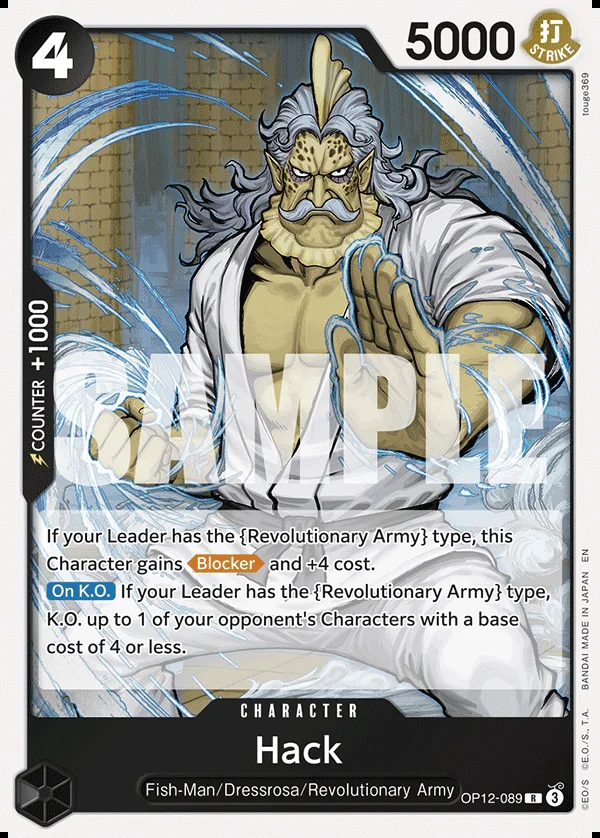 4
5000
打
STRIKE
touge369
COUNTER +1000
SAMPLE
If your Leader has the {Revolutionary Army} type, this
Character gains Blocker and +4 cost.
On K.O. If your Leader has the {Revolutionary Army} type,
K.O. up to 1 of your opponent's Characters with a base
cost of 4 or less.
CHARACTER
Hack
Fish-Man/Dressrosa/Revolutionary Army
OP12-089 R 3
©EO/S ©E.O./S., T.A. BANDAI MADE IN JAPAN EN